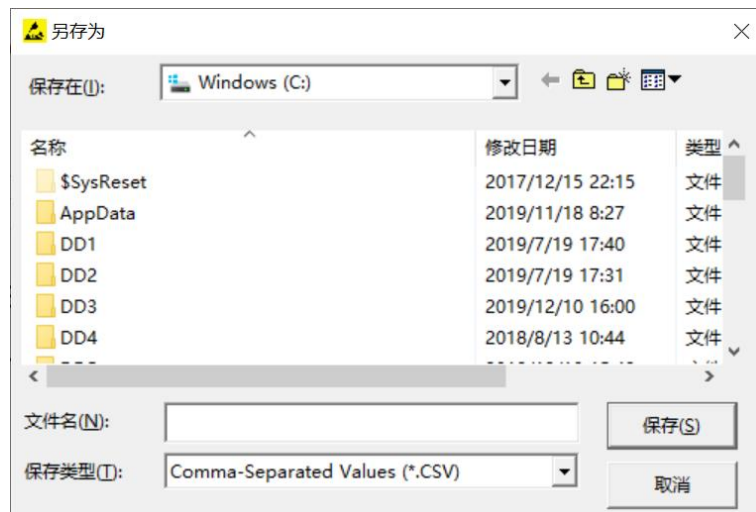 另存为
保存在(I):
Windows (C:)
名称 修改日期 类型
$SysReset 2017/12/15 22:15 文件
AppData 2019/11/18 8:27 文件
DD1 2019/7/19 17:40 文件
DD2 2019/7/19 17:31 文件
DD3 2019/12/10 16:00 文件
DD4 2018/8/13 10:44 文件
文件名(N):
保存(S)
保存类型(T):
Comma-Separated Values (*.CSV)
取消